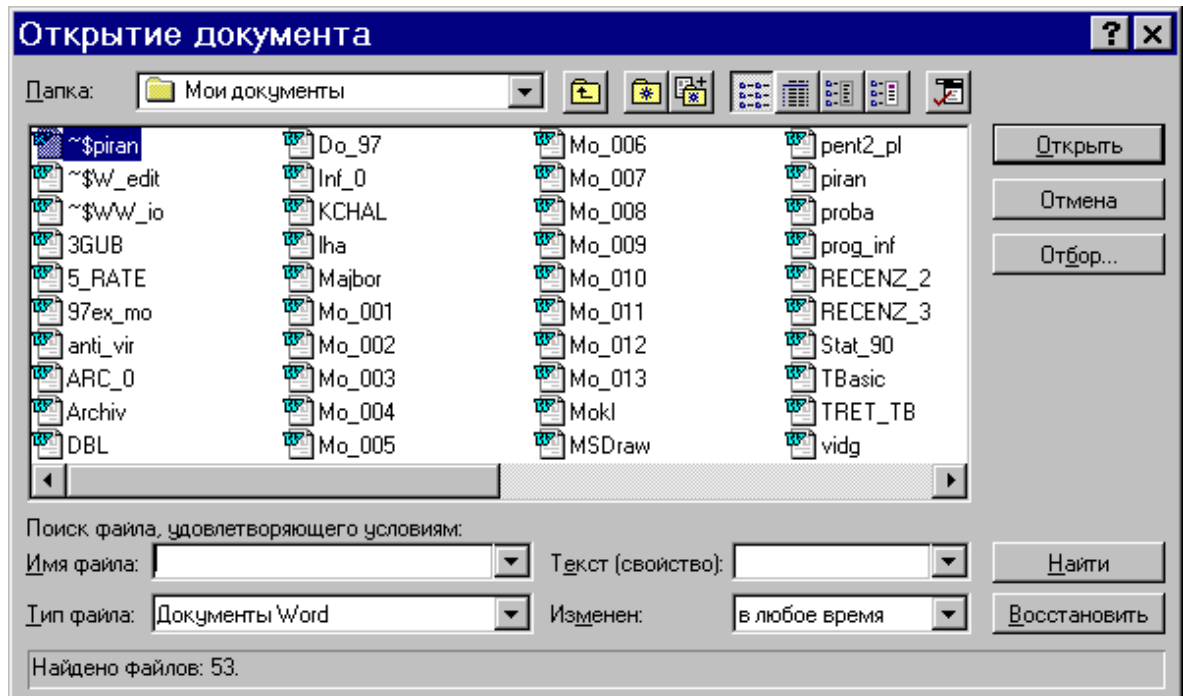 Открытие документа
Папка: Мои документы
~$piran
~$W_edit
~$WW_io
3GUB
5_RATE
97ex_mo
anti_vir
ARC_0
Archiv
DBL
Do_97
Inf_0
KCHAL
lha
Majbor
Mo_001
Mo_002
Mo_003
Mo_004
Mo_005
Mo_006
Mo_007
Mo_008
Mo_009
Mo_010
Mo_011
Mo_012
Mo_013
Mokl
MSDraw
pent2_pl
piran
proba
prog_inf
RECENZ_2
RECENZ_3
Stat_90
TBasic
TRET_TB
vidg
Открыть
Отмена
Отбор...
Поиск файла, удовлетворяющего условиям:
Имя файла: Текст (свойство): Найти
Тип файла: Документы Word Изменен: в любое время Восстановить
Найдено файлов: 53.